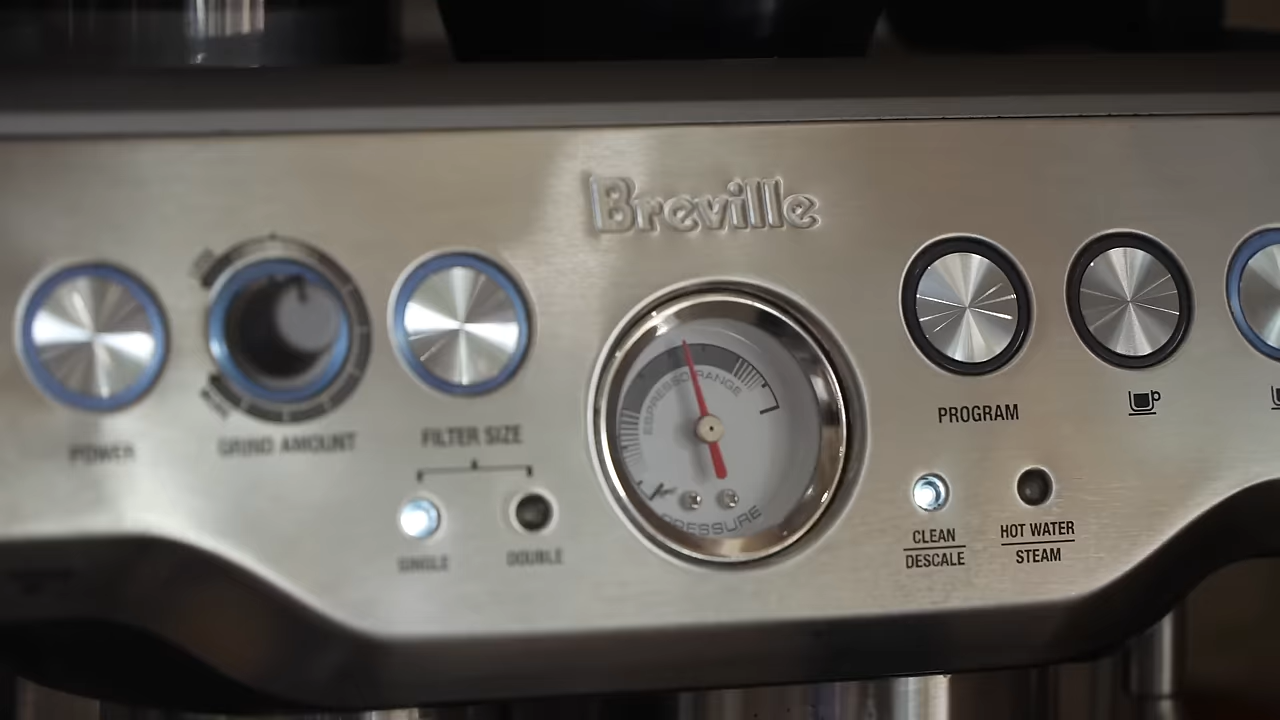 Breville
ESPRESSO RANGE
PRESSURE
POWER
GRIND AMOUNT
FILTER SIZE
SINGLE
DOUBLE
PROGRAM
CLEAN
DESCALE
HOT WATER
STEAM